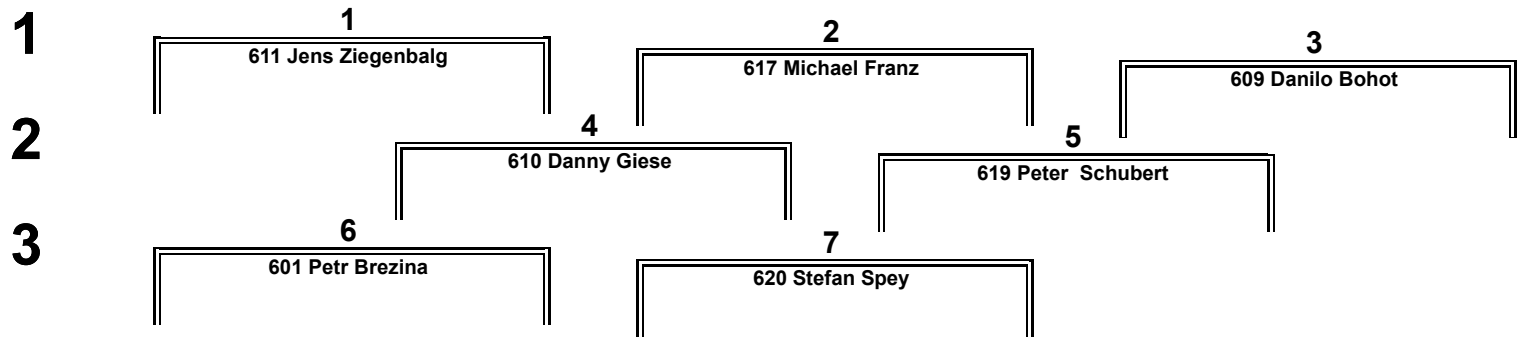 1
1
2
3
611 Jens Ziegenbalg
617 Michael Franz
609 Danilo Bohot
2
4
5
610 Danny Giese
619 Peter  Schubert
3
6
7
601 Petr Brezina
620 Stefan Spey